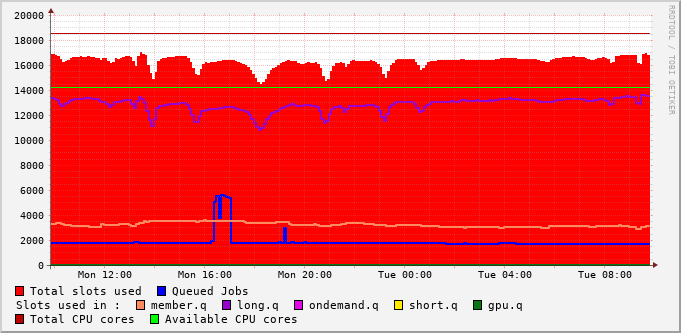 20000
18000
16000
14000
12000
10000
8000
6000
4000
2000
0
Mon 12:00 Mon 16:00 Mon 20:00 Tue 00:00 Tue 04:00 Tue 08:00
RRDTOOL / TOBI OETIKER
Total slots used Queued Jobs
Slots used in : member.q long.q ondemand.q short.q gpu.q
Total CPU cores Available CPU cores